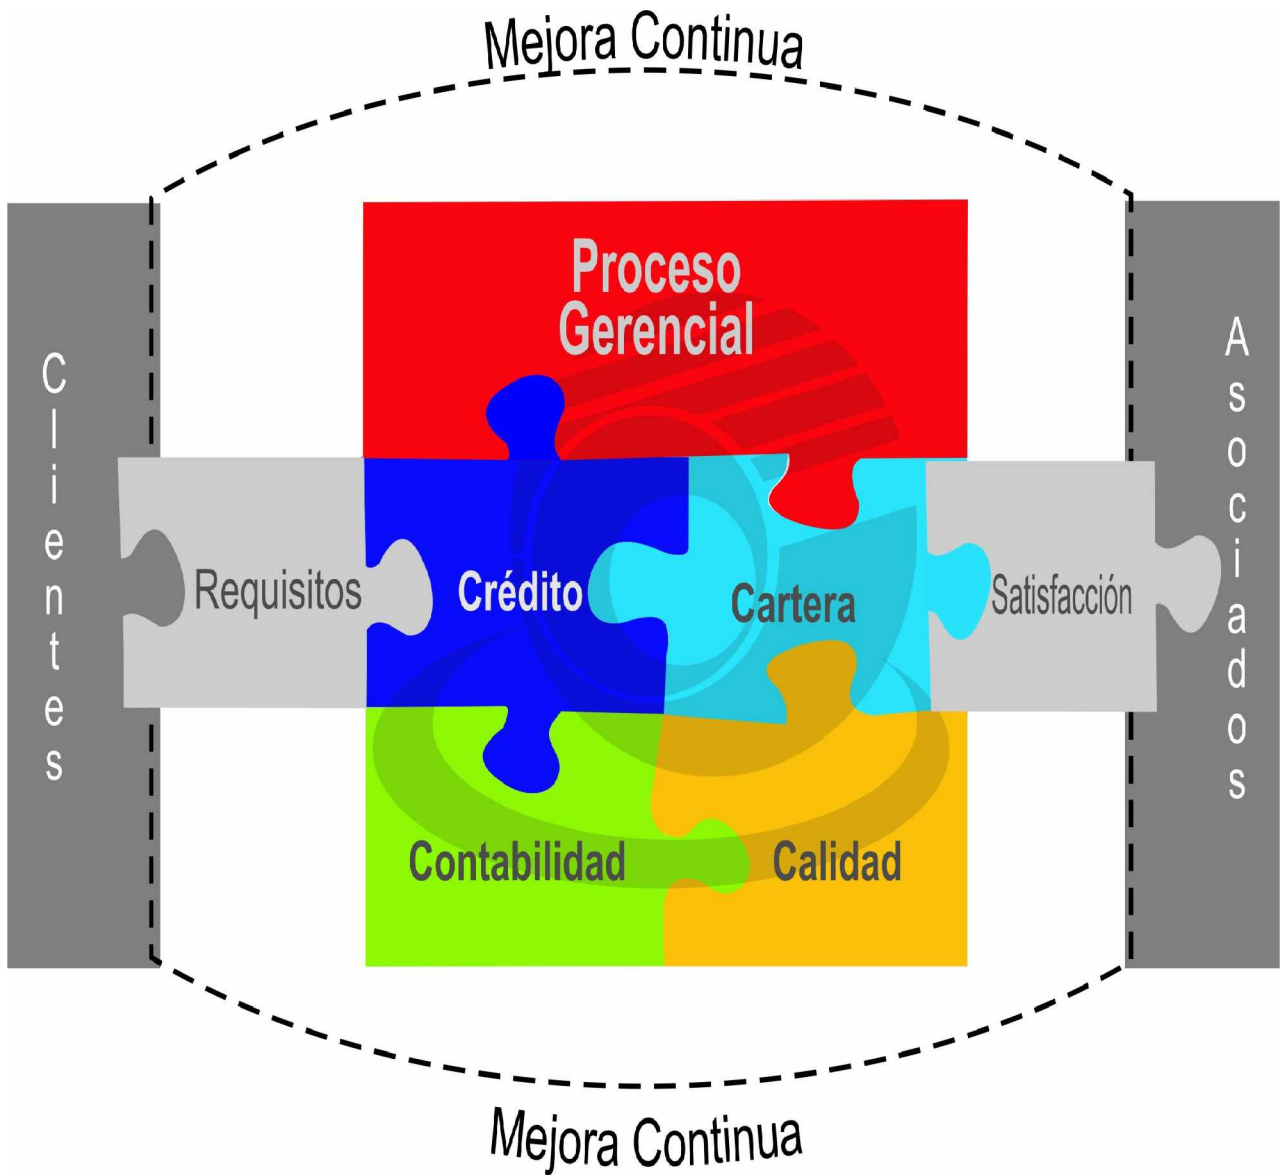 Mejora Continua
Proceso
Gerencial
Clientes
Requisitos
Crédito
Cartera
Satisfacción
Asociados
Contabilidad
Calidad
Mejora Continua